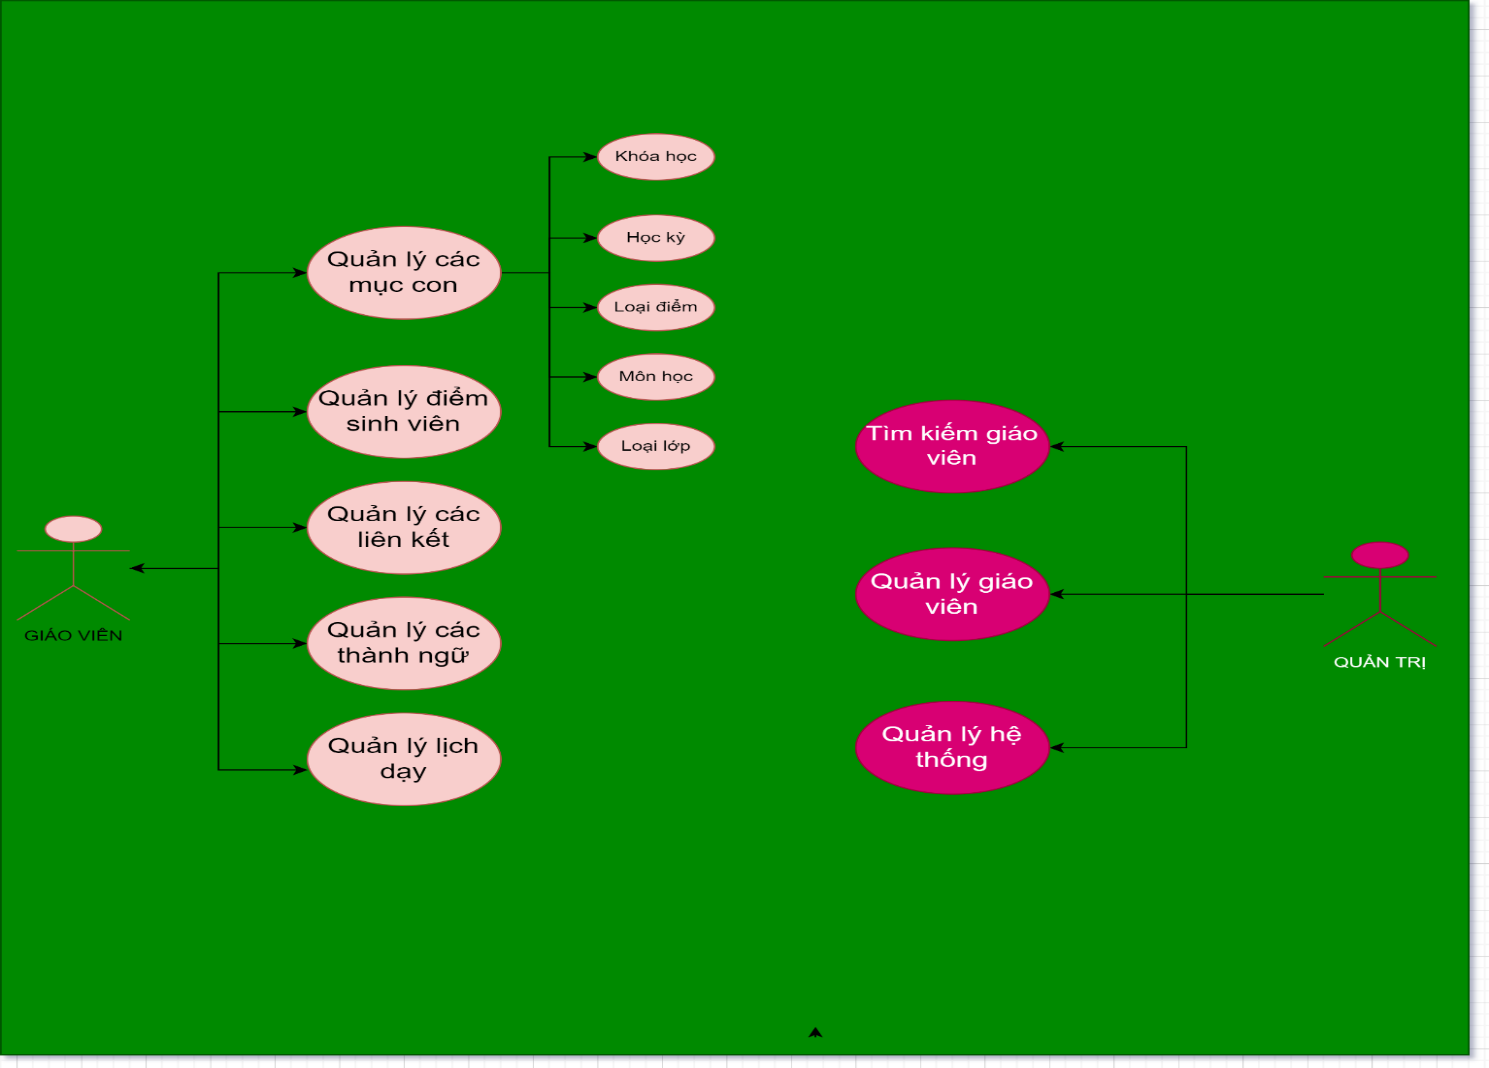 Khóa học
Học kỳ
Loại điểm
Môn học
Loại lớp
Quản lý các
mục con
Quản lý điểm
sinh viên
Quản lý các
liên kết
Quản lý các
thành ngữ
Quản lý lịch
dạy
GIÁO VIÊN
Tìm kiếm giáo
viên
Quản lý giáo
viên
Quản lý hệ
thống
QUẢN TRỊ